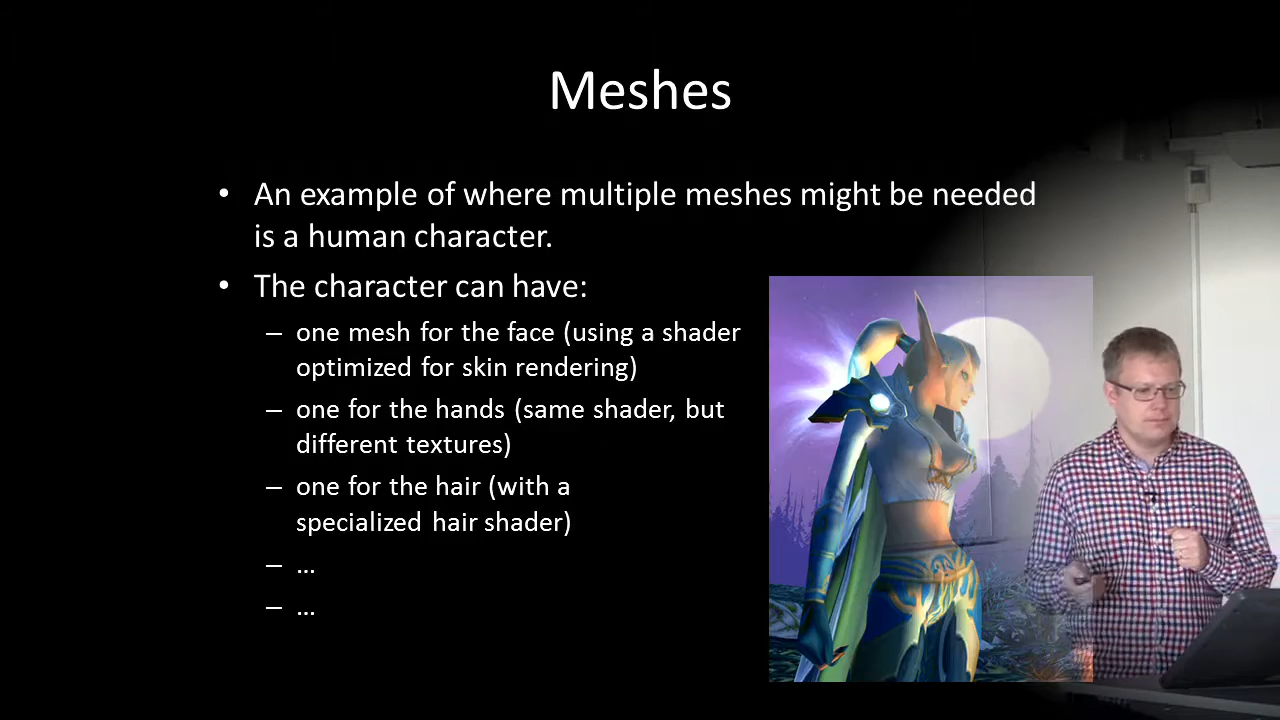 Meshes
• An example of where multiple meshes might be needed
is a human character.
• The character can have:
– one mesh for the face (using a shader
optimized for skin rendering)
– one for the hands (same shader, but
different textures)
– one for the hair (with a
specialized hair shader)
– …
– …